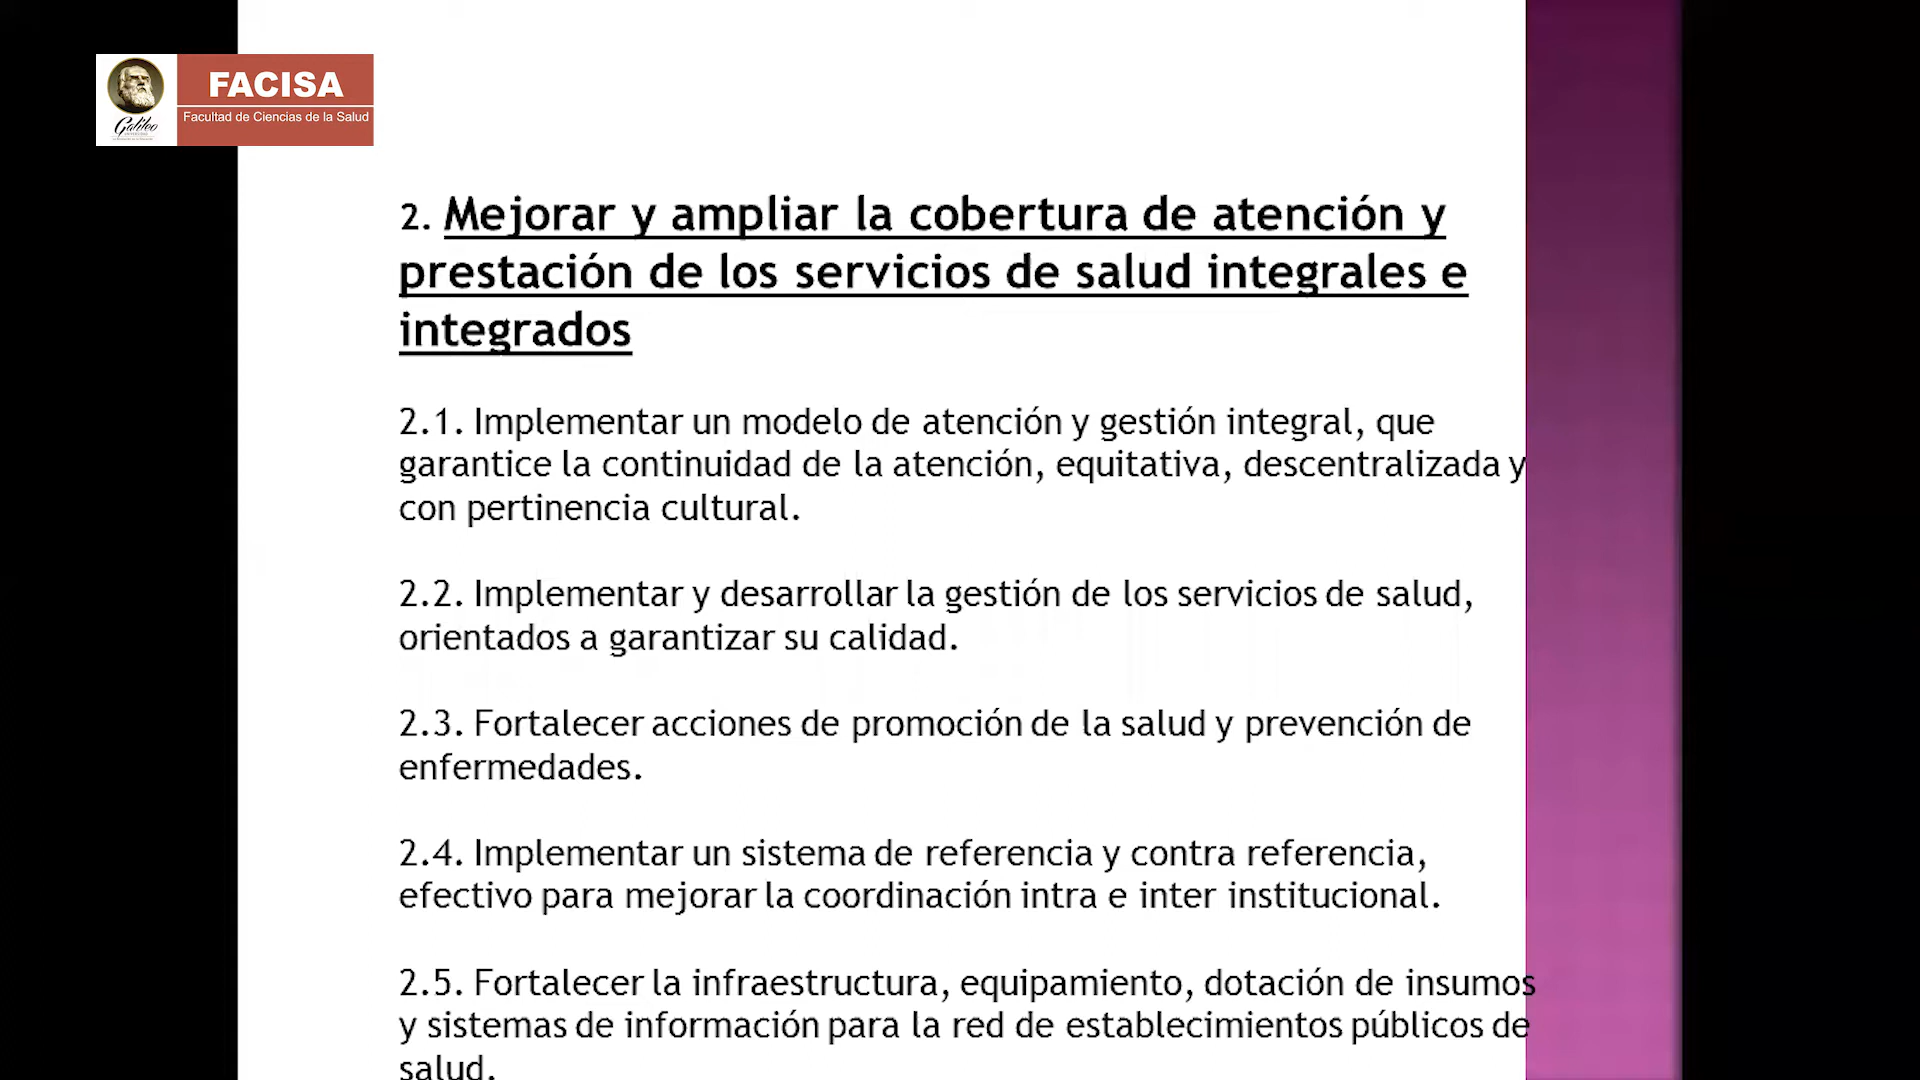 FACISA
Facultad de Ciencias de la Salud
Galileo
2. Mejorar y ampliar la cobertura de atención y
prestación de los servicios de salud integrales e
integrados
2.1. Implementar un modelo de atención y gestión integral, que
garantice la continuidad de la atención, equitativa, descentralizada y
con pertinencia cultural.
2.2. Implementar y desarrollar la gestión de los servicios de salud,
orientados a garantizar su calidad.
2.3. Fortalecer acciones de promoción de la salud y prevención de
enfermedades.
2.4. Implementar un sistema de referencia y contra referencia,
efectivo para mejorar la coordinación intra e inter institucional.
2.5. Fortalecer la infraestructura, equipamiento, dotación de insumos
y sistemas de información para la red de establecimientos públicos de
salud.